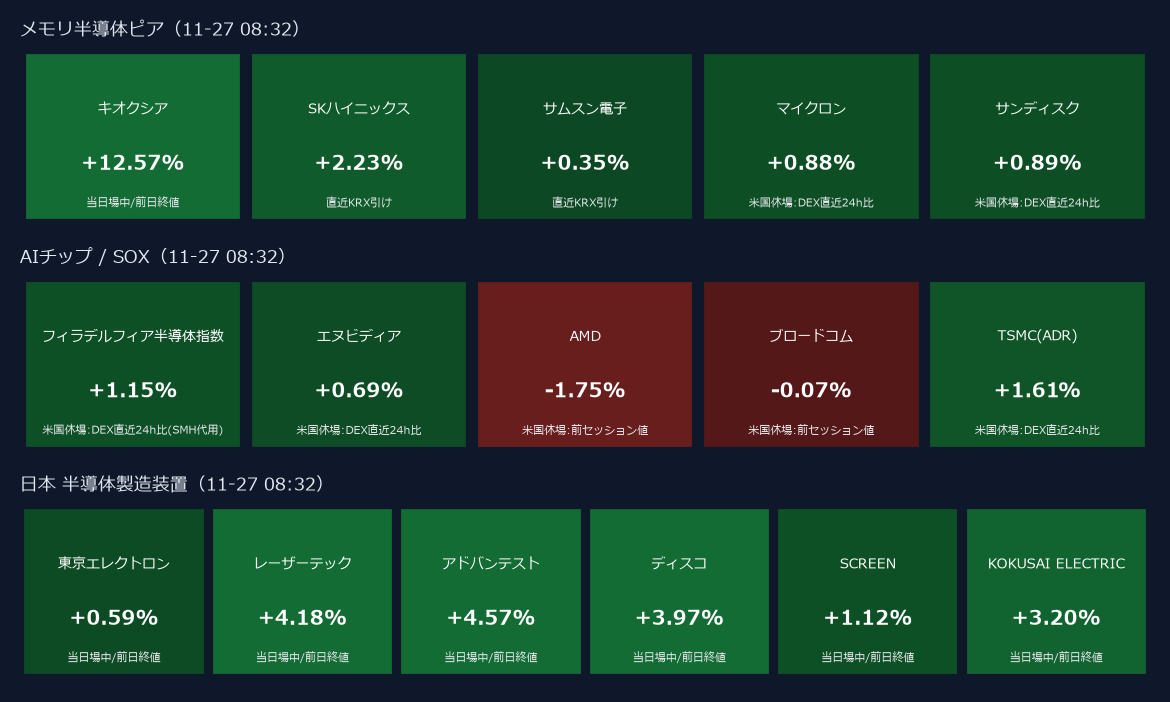 メモリ半導体ピア（11-27 08:32）
キオクシア
+12.57%
当日場中/前日終値
SKハイニックス
+2.23%
直近KRX引け
サムスン電子
+0.35%
直近KRX引け
マイクロン
+0.88%
米国休場:DEX直近24h比
サンディスク
+0.89%
米国休場:DEX直近24h比
AIチップ / SOX（11-27 08:32）
フィラデルフィア半導体指数
+1.15%
米国休場:DEX直近24h比(SMH代用)
エヌビディア
+0.69%
米国休場:DEX直近24h比
AMD
-1.75%
米国休場:前セッション値
ブロードコム
-0.07%
米国休場:前セッション値
TSMC(ADR)
+1.61%
米国休場:DEX直近24h比
日本 半導体製造装置（11-27 08:32）
東京エレクトロン
+0.59%
当日場中/前日終値
レーザーテック
+4.18%
当日場中/前日終値
アドバンテスト
+4.57%
当日場中/前日終値
ディスコ
+3.97%
当日場中/前日終値
SCREEN
+1.12%
当日場中/前日終値
KOKUSAI ELECTRIC
+3.20%
当日場中/前日終値